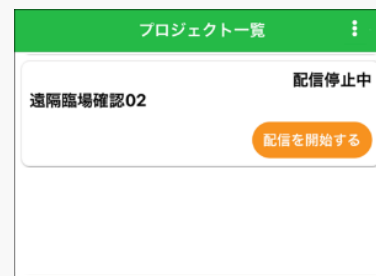 プロジェクト一覧
配信停止中
遠隔臨場確認02
配信を開始する